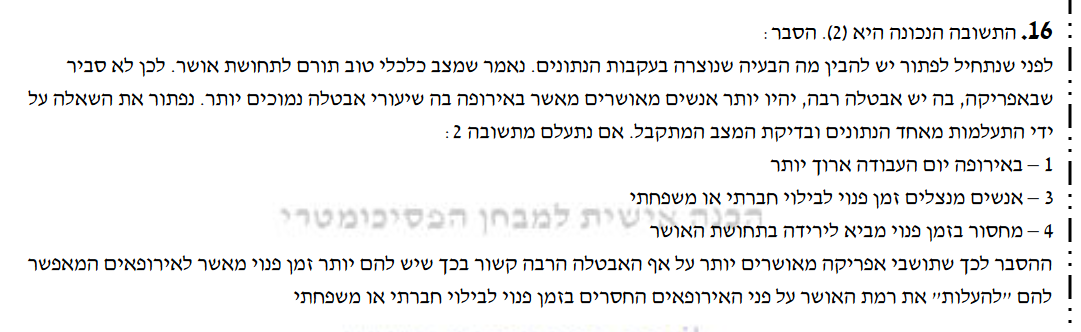 16. התשובה הנכונה היא (2). הסבר :
לפני שנתחיל לפתור יש להבין מה הבעיה שנוצרה בעקבות הנתונים. נאמר שמצב כלכלי טוב תורם לתחושת אושר. לכן לא סביר
שבאפריקה, בה יש אבטלה רבה, יהיו יותר אנשים מאושרים מאשר באירופה בה שיעורי אבטלה נמוכים יותר. נפתור את השאלה על
ידי התעלמות מאחד הנתונים ובדיקת המצב המתקבל. אם נתעלם מתשובה 2 :
1 – באירופה יום העבודה ארוך יותר
3 – אנשים מנצלים זמן פנוי לבילוי חברתי או משפחתי
הכנה אישית למבחן הפסיכומטרי
4 – מחסור בזמן פנוי מביא לירידה בתחושת האושר
ההסבר לכך שתושבי אפריקה מאושרים יותר על אף האבטלה הרבה קשור בכך שיש להם יותר זמן פנוי מאשר לאירופאים המאפשר
להם "להעלות" את רמת האושר על פני האירופאים החסרים בזמן פנוי לבילוי חברתי או משפחתי